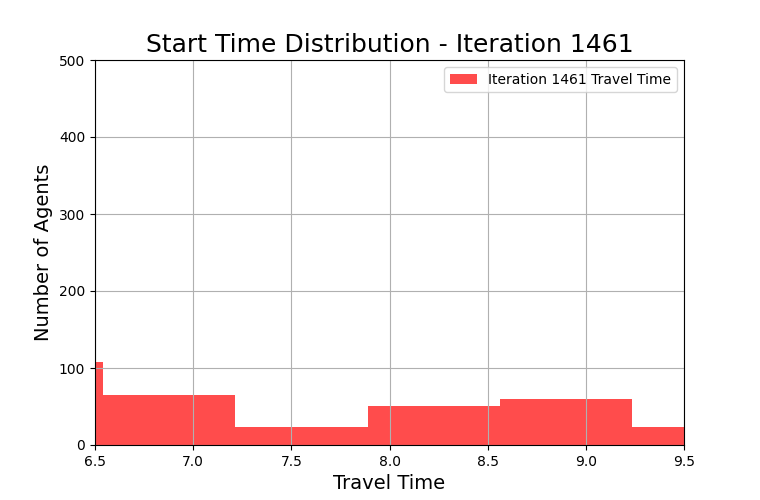 Start Time Distribution - Iteration 1461
Iteration 1461 Travel Time
Number of Agents
500
400
300
200
100
0
6.5 7.0 7.5 8.0 8.5 9.0 9.5
Travel Time